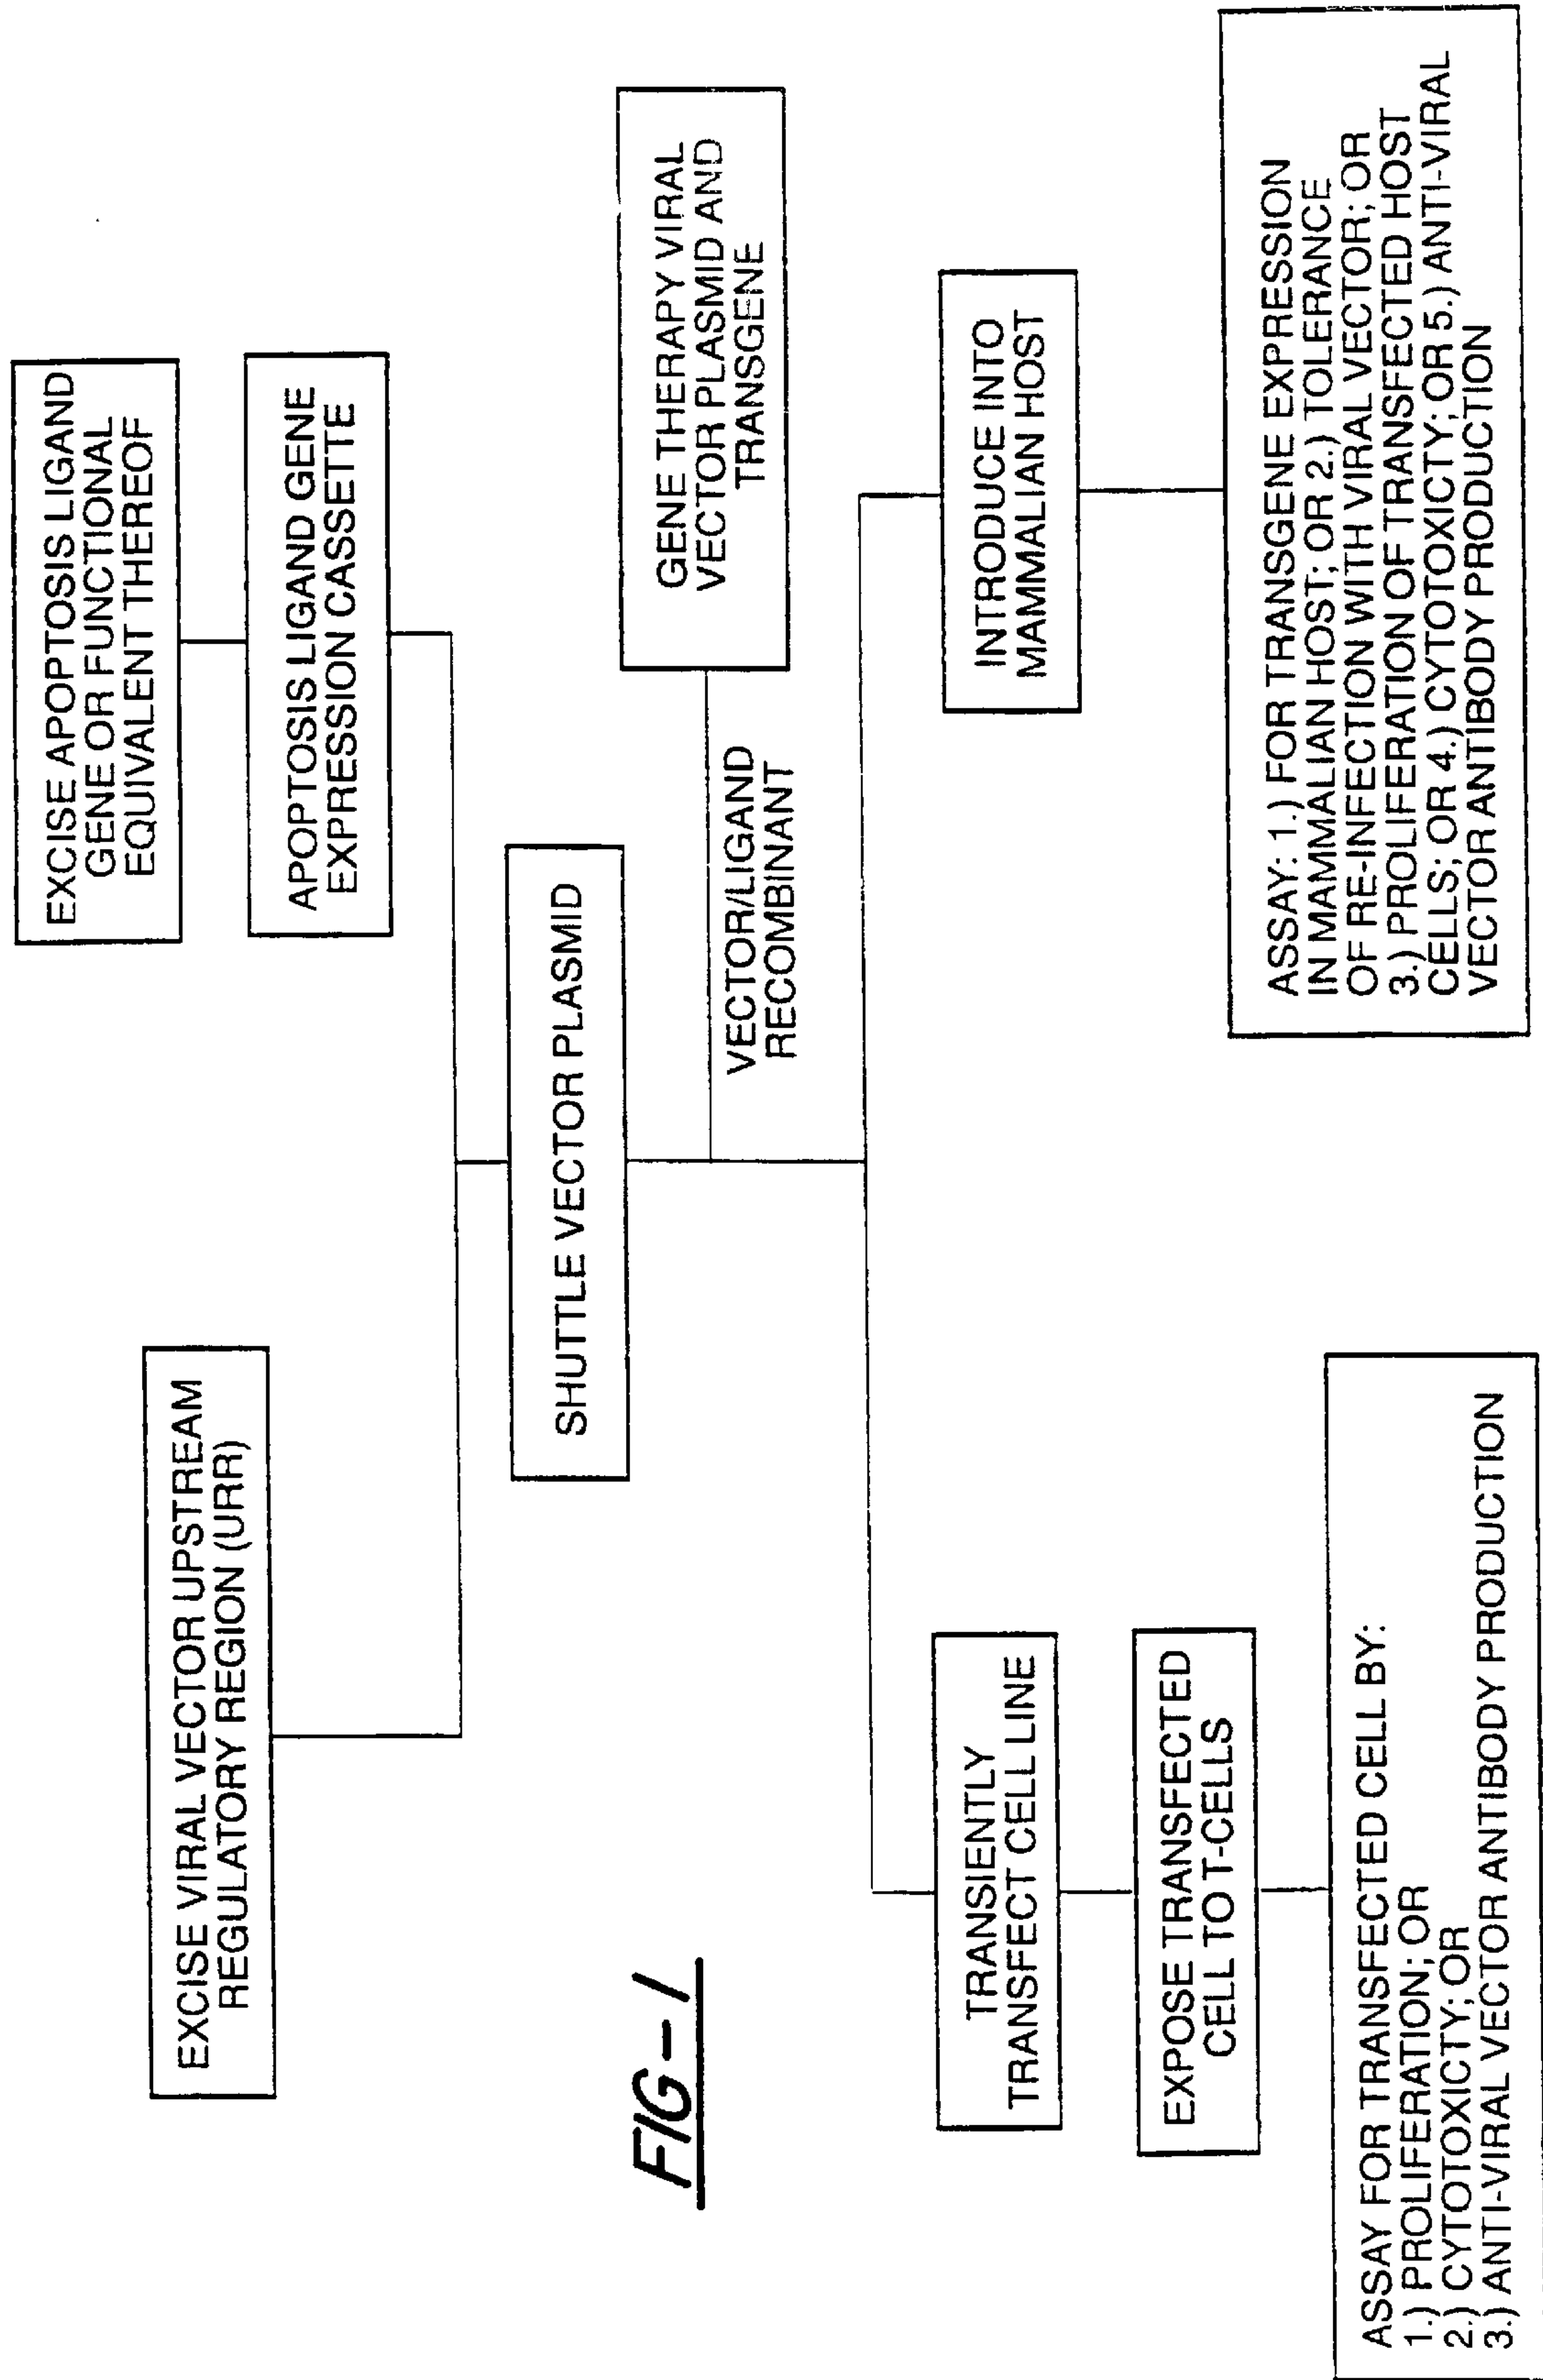 EXCISE VIRAL VECTOR UPSTREAM
REGULATORY REGION (URR)
EXCISE APOPTOSIS LIGAND
GENE OR FUNCTIONAL
EQUIVALENT THEREOF
APOPTOSIS LIGAND GENE
EXPRESSION CASSETTE
SHUTTLE VECTOR PLASMID
VECTOR/LIGAND
RECOMBINANT
GENE THERAPY VIRAL
VECTOR PLASMID AND
TRANSGENE
FIG-1
TRANSIENTLY
TRANSFECT CELL LINE
EXPOSE TRANSFECTED
CELL TO T-CELLS
ASSAY FOR TRANSFECTED CELL BY:
1.) PROLIFERATION; OR
2.) CYTOTOXICTY; OR
3.) ANTI-VIRAL VECTOR ANTIBODY PRODUCTION
INTRODUCE INTO
MAMMALIAN HOST
ASSAY: 1.) FOR TRANSGENE EXPRESSION
IN MAMMALIAN HOST; OR 2.) TOLERANCE
OF RE-INFECTION WITH VIRAL VECTOR; OR
3.) PROLIFERATION OF TRANSFECTED HOST
CELLS; OR 4.) CYTOTOXICTY; OR 5.) ANTI-VIRAL
VECTOR ANTIBODY PRODUCTION